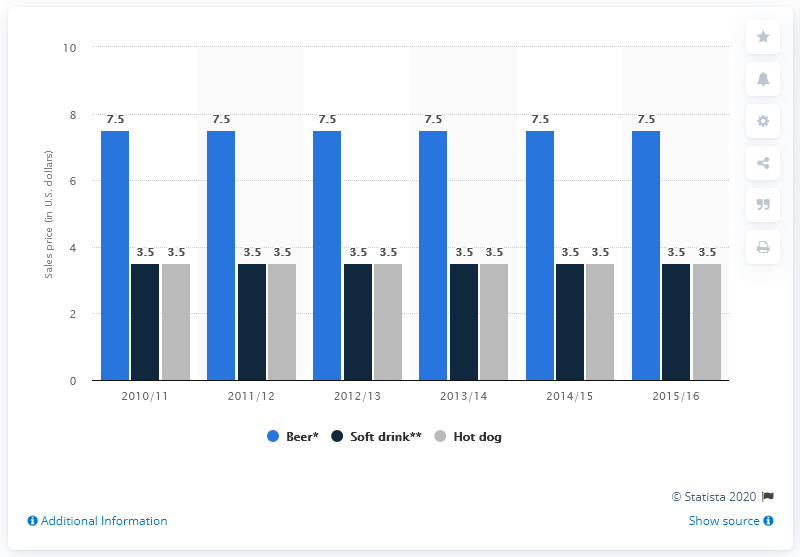 10
8
6
4
2
0
Sales price (in U.S. dollars)
7.5 7.5 7.5 7.5 7.5 7.5
3.5 3.5 3.5 3.5 3.5 3.5 3.5 3.5 3.5 3.5 3.5 3.5
2010/11 2011/12 2012/13 2013/14 2014/15 2015/16
Beer* Soft drink** Hot dog
© Statista 2020
Additional Information Show source